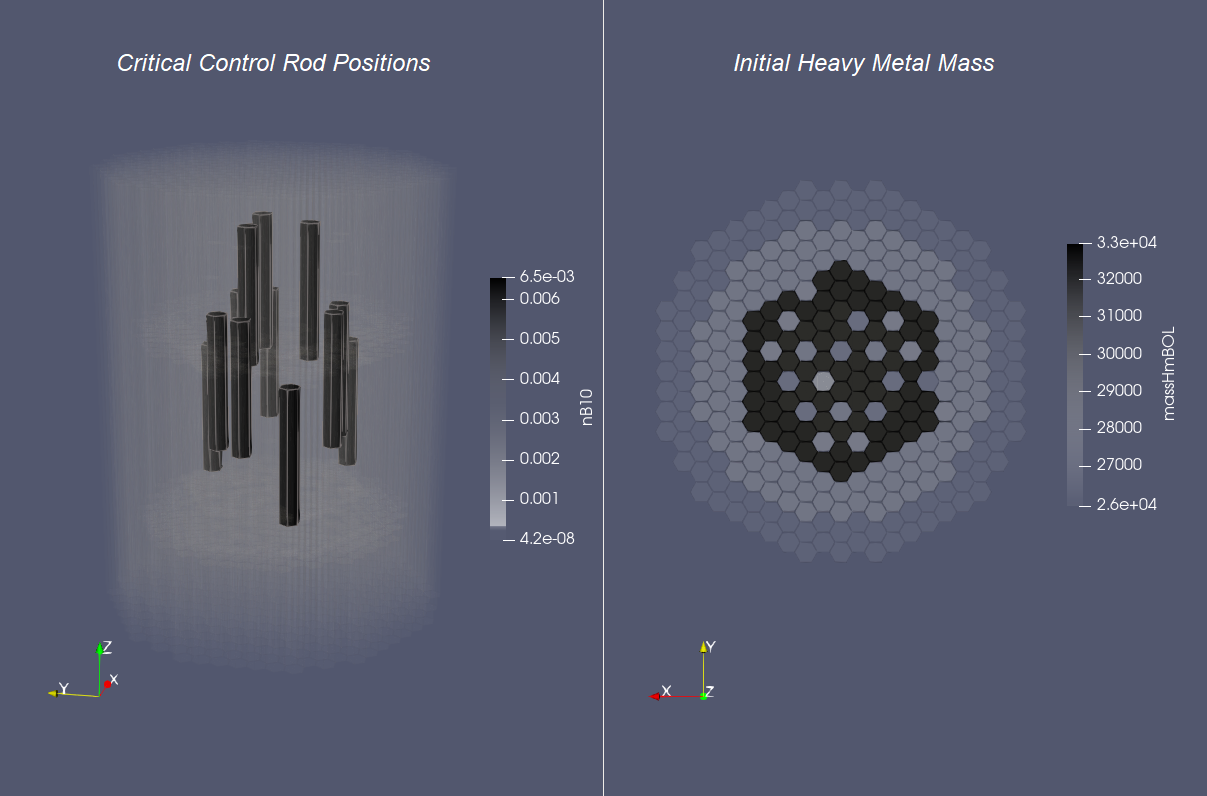 Critical Control Rod Positions
6.5e-03
0.006
0.005
0.004
0.003
0.002
0.001
4.2e-08
nB10
Z
Y
X
Initial Heavy Metal Mass
3.3e+04
32000
31000
30000
29000
28000
27000
2.6e+04
massHmBOL
Y
X
Z